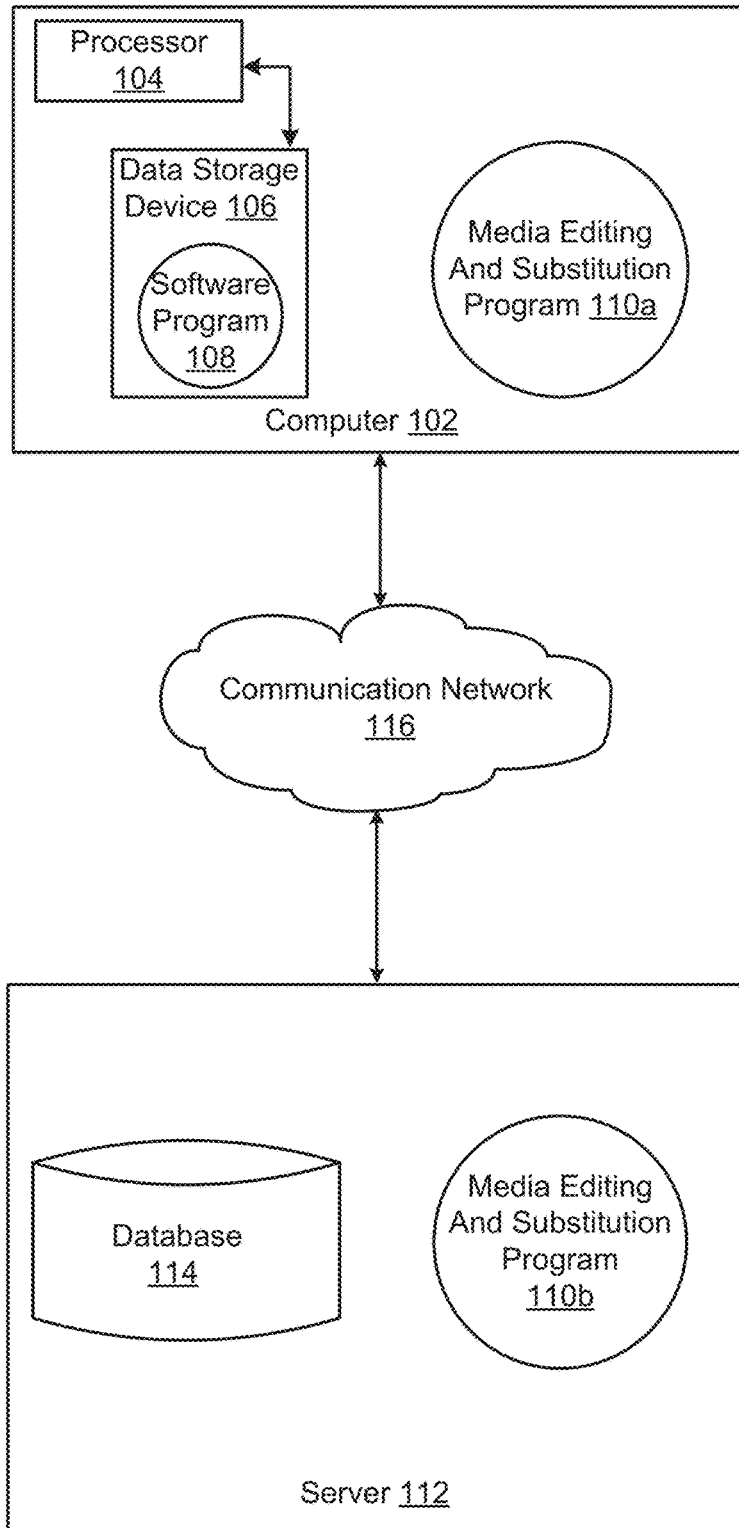 Processor
104
Data Storage
Device 106
Software
Program
108
Media Editing
And Substitution
Program 110a
Computer 102
Communication Network
116
Database
114
Media Editing
And Substitution
Program
110b
Server 112